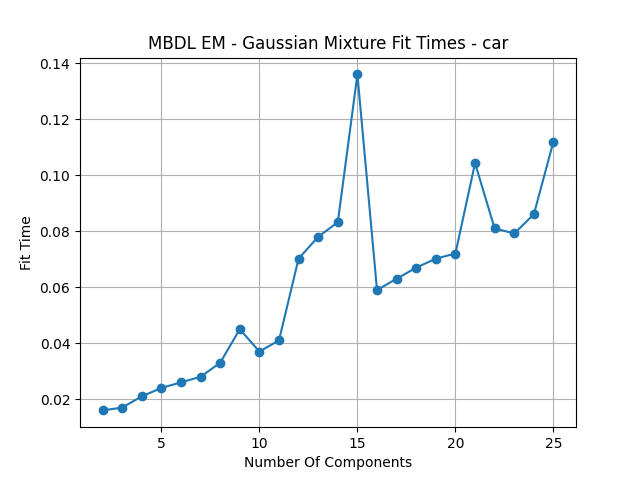 MBDL EM - Gaussian Mixture Fit Times - car
0.14
0.12
0.10
0.08
0.06
0.04
0.02
Fit Time
5 10 15 20 25
Number Of Components